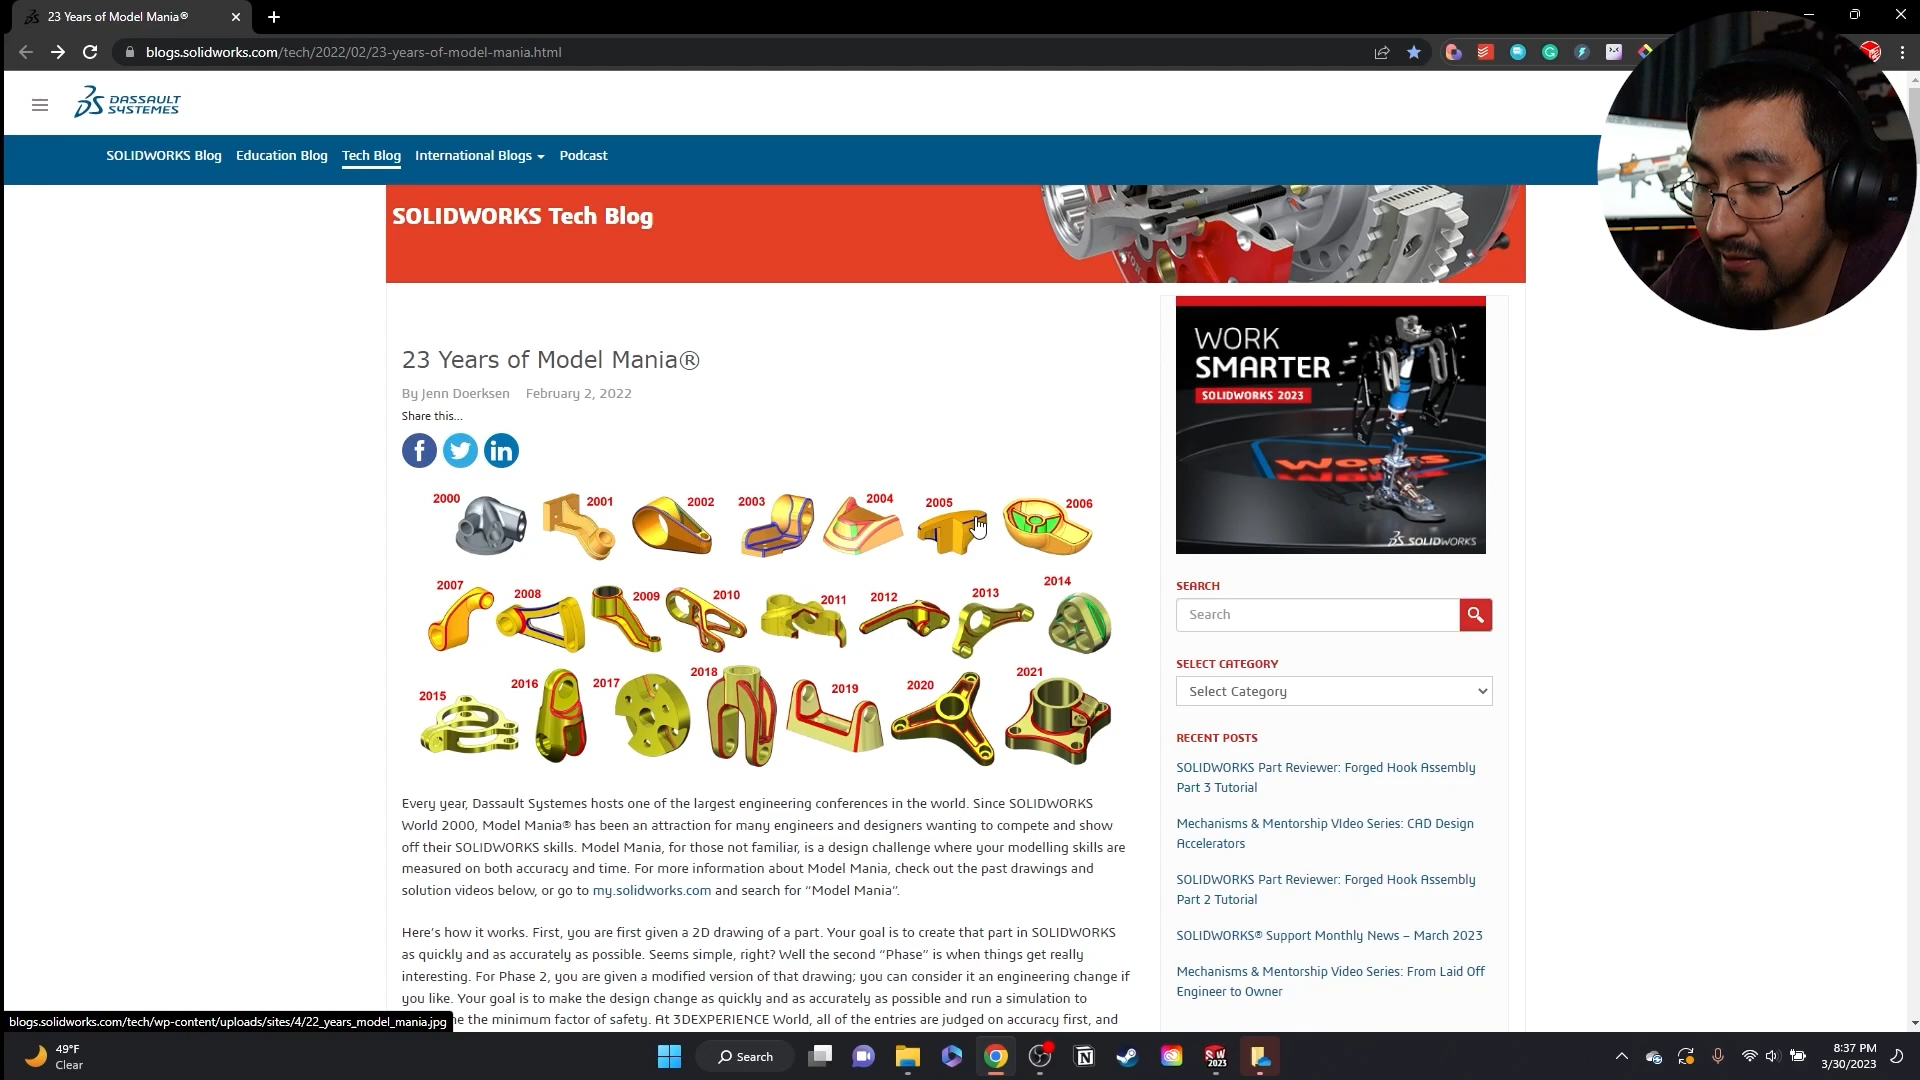 23 Years of Model Mania®
blogs.solidworks.com/tech/2022/02/23-years-of-model-mania.html
DASSAULT
SYSTEMES
SOLIDWORKS Blog Education Blog Tech Blog International Blogs Podcast
SOLIDWORKS Tech Blog
23 Years of Model Mania®
By Jenn Doerksen February 2, 2022
Share this...
2000 2001 2002 2003 2004 2005 2006
2007 2008 2009 2010 2011 2012 2013 2014
2015 2016 2017 2018 2019 2020 2021
Every year, Dassault Systemes hosts one of the largest engineering conferences in the world. Since SOLIDWORKS
World 2000, Model Mania® has been an attraction for many engineers and designers wanting to compete and show
off their SOLIDWORKS skills. Model Mania, for those not familiar, is a design challenge where your modelling skills are
measured on both accuracy and time. For more information about Model Mania, check out the past drawings and
solution videos below, or go to my.solidworks.com and search for “Model Mania”.
Here’s how it works. First, you are first given a 2D drawing of a part. Your goal is to create that part in SOLIDWORKS
as quickly and as accurately as possible. Seems simple, right? Well the second “Phase” is when things get really
interesting. For Phase 2, you are given a modified version of that drawing; you can consider it an engineering change if
you like. Your goal is to make the design change as quickly and as accurately as possible and run a simulation to
the minimum factor of safety. At 3DEXPERIENCE World, all of the entries are judged on accuracy first, and
WORK
SMARTER
SOLIDWORKS 2023
WORKS
SOLIDWORKS
SEARCH
Search
SELECT CATEGORY
Select Category
RECENT POSTS
SOLIDWORKS Part Reviewer: Forged Hook Assembly
Part 3 Tutorial
Mechanisms & Mentorship VIdeo Series: CAD Design
Accelerators
SOLIDWORKS Part Reviewer: Forged Hook Assembly
Part 2 Tutorial
SOLIDWORKS® Support Monthly News – March 2023
Mechanisms & Mentorship Video Series: From Laid Off
Engineer to Owner
blogs.solidworks.com/tech/wp-content/uploads/sites/4/22_years_model_mania.jpg
49°F
Clear
Search
SW
2023
8:37 PM
3/30/2023